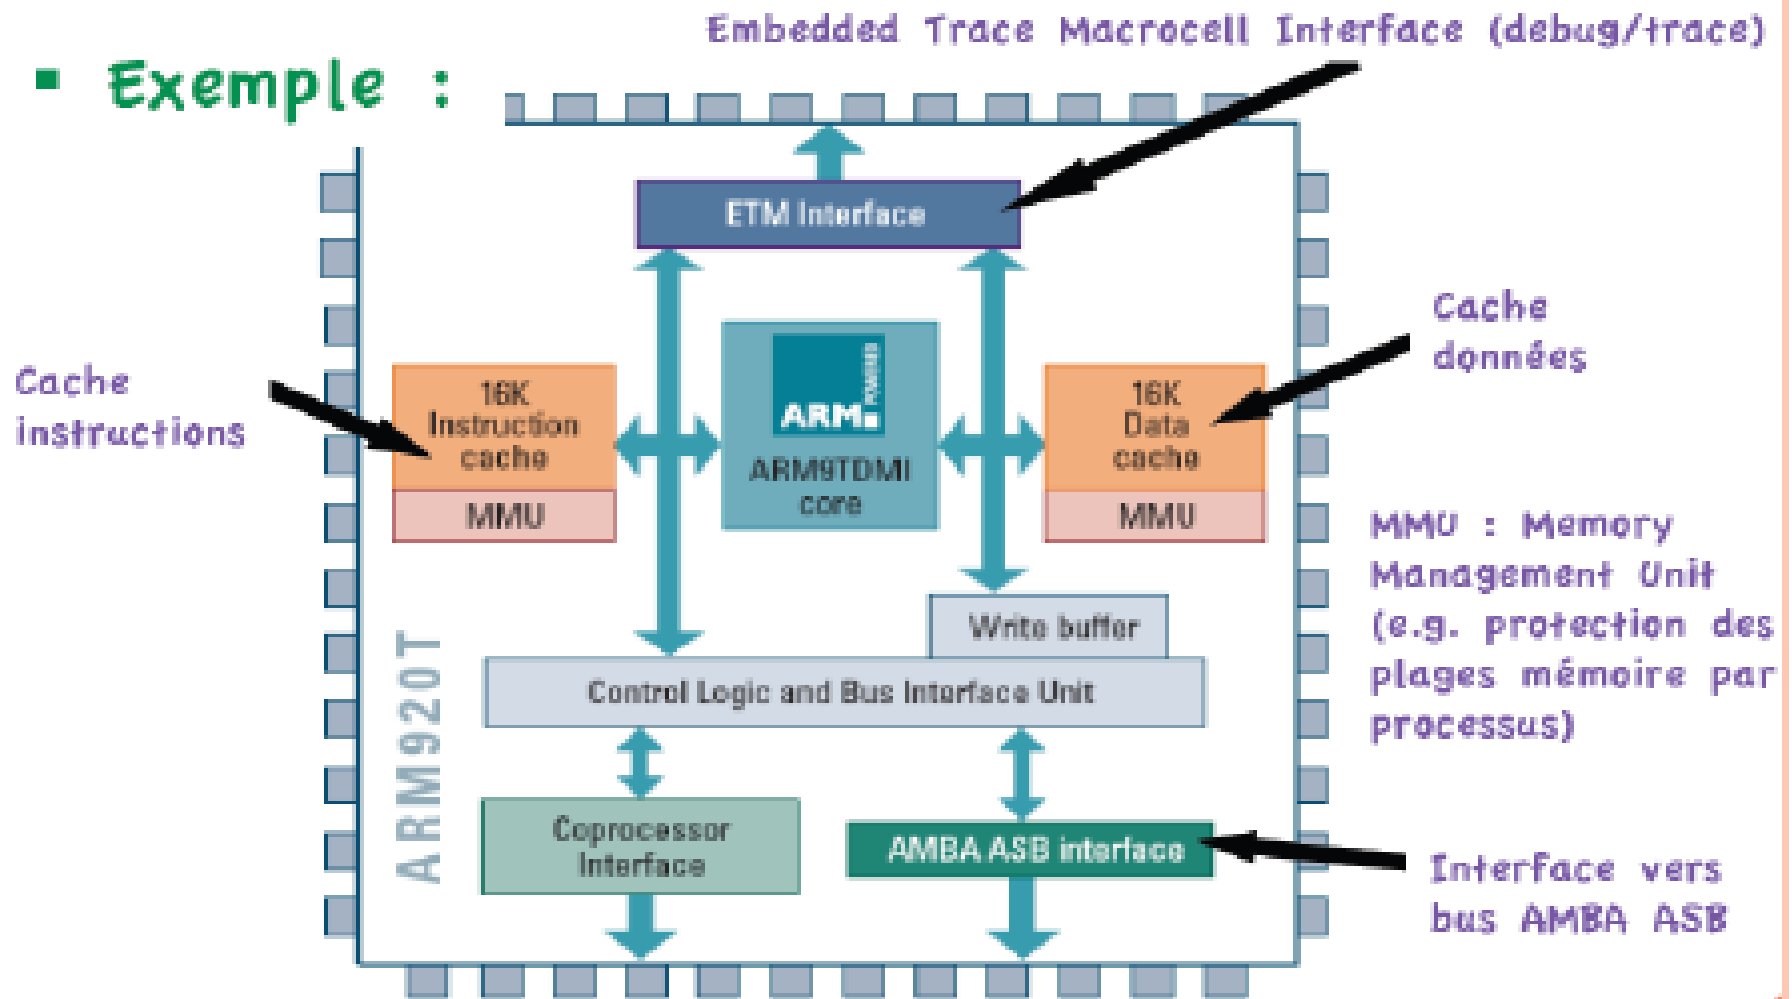 Embedded Trace Macrocell Interface (debug/trace)
▪ Exemple :
ETM Interface
Cache
données
Cache
instructions
16K
Instruction
cache
MMU
ARM POWERED
ARM9TDMI
core
16K
Data
cache
MMU
MMU : Memory
Management Unit
(e.g. protection des
plages mémoire par
processus)
Write buffer
Control Logic and Bus Interface Unit
ARM920T
Coprocessor
Interface
AMBA ASB interface
Interface vers
bus AMBA ASB